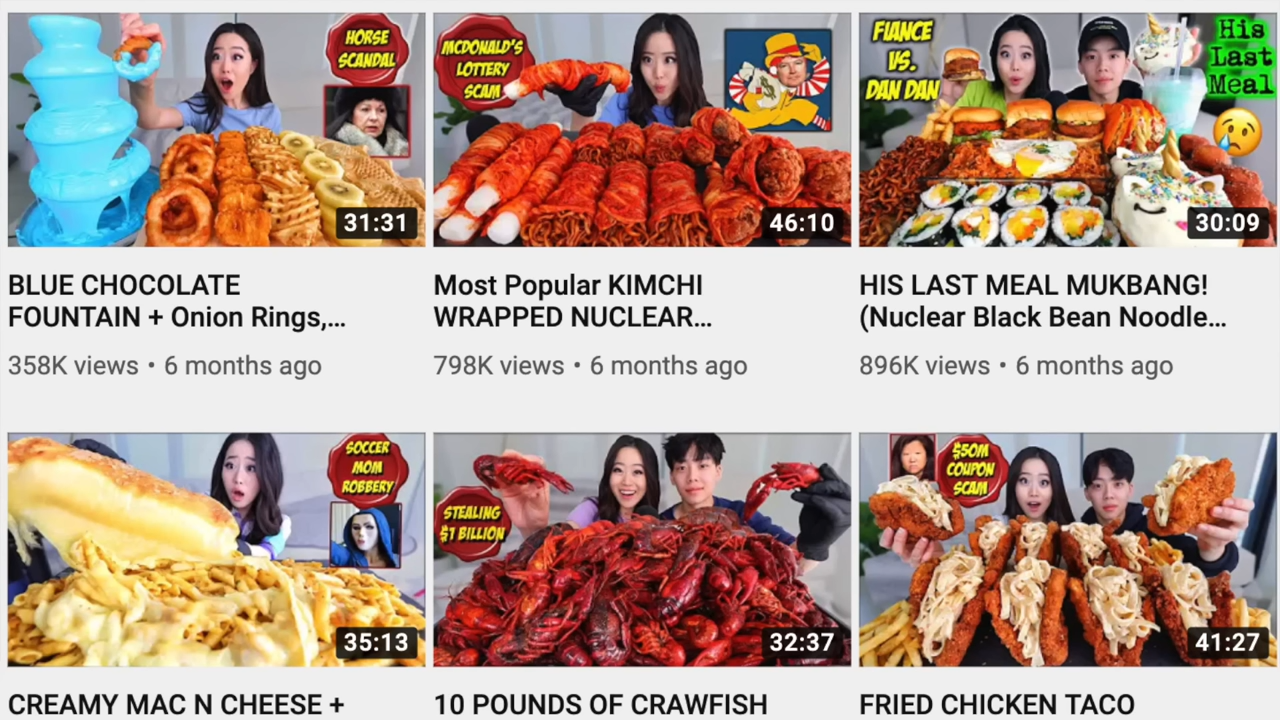 HORSE
SCANDAL
31:31
MCDONALD'S
LOTTERY
SCAM
46:10
FIANCE
VS.
DAN DAN
His
Last
Meal
30:09
BLUE CHOCOLATE
FOUNTAIN + Onion Rings,...
358K views • 6 months ago
Most Popular KIMCHI
WRAPPED NUCLEAR...
798K views • 6 months ago
HIS LAST MEAL MUKBANG!
(Nuclear Black Bean Noodle...
896K views • 6 months ago
SOCCER
MOM
ROBBERY
35:13
STEALING
$1 BILLION
32:37
$50M
COUPON
SCAM
41:27
CREAMY MAC N CHEESE +
10 POUNDS OF CRAWFISH
FRIED CHICKEN TACO